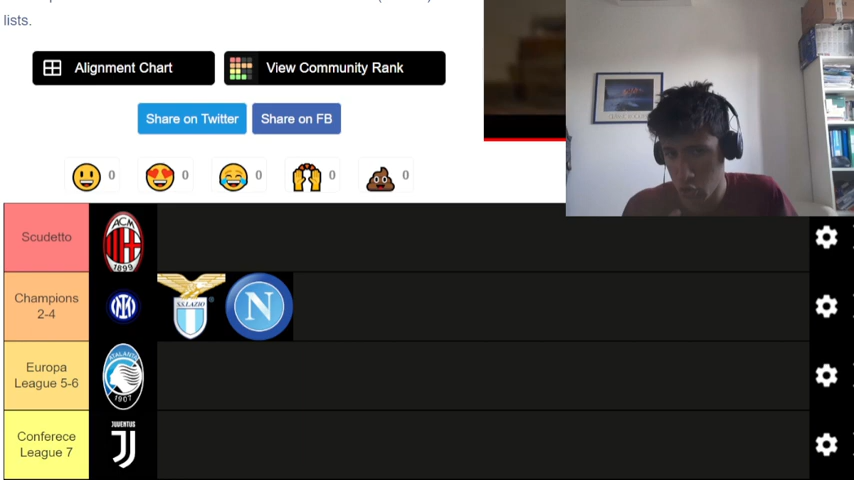 lists.
Alignment Chart
View Community Rank
Share on Twitter
Share on FB
0
0
0
0
0
Scudetto
ACM
1899
Champions
2-4
S.S.LAZIO
N
Europa
League 5-6
ATALANTA
1907
Conferece
League 7
JUVENTUS